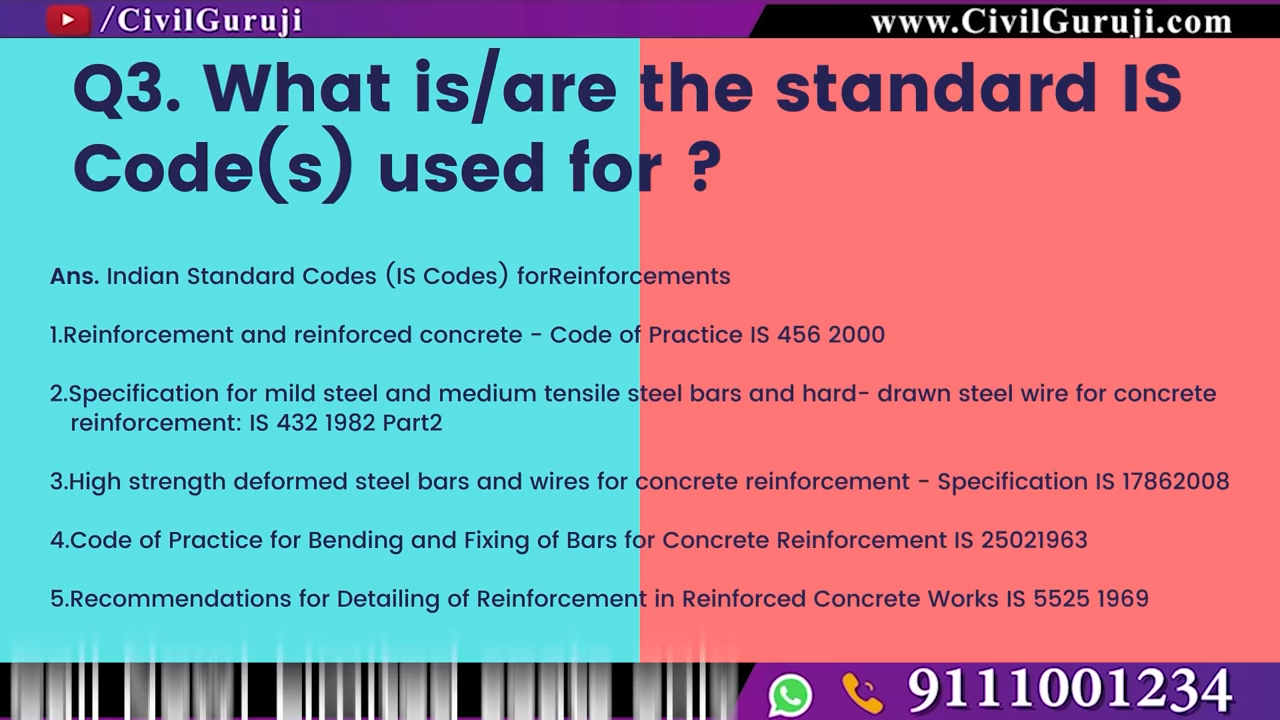 /CivilGuruji
www.CivilGuruji.com
Q3. What is/are the standard IS
Code(s) used for ?
Ans. Indian Standard Codes (IS Codes) forReinforcements
1.Reinforcement and reinforced concrete - Code of Practice IS 456 2000
2.Specification for mild steel and medium tensile steel bars and hard- drawn steel wire for concrete
reinforcement: IS 432 1982 Part2
3.High strength deformed steel bars and wires for concrete reinforcement - Specification IS 17862008
4.Code of Practice for Bending and Fixing of Bars for Concrete Reinforcement IS 25021963
5.Recommendations for Detailing of Reinforcement in Reinforced Concrete Works IS 5525 1969
9111001234